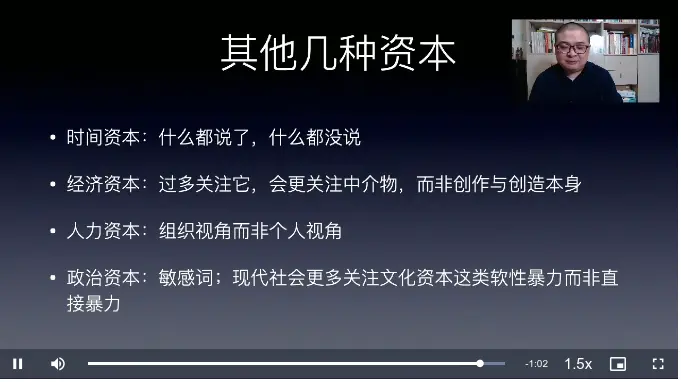 其他几种资本
• 时间资本：什么都说了，什么都没说
• 经济资本：过多关注它，会更关注中介物，而非创作与创造本身
• 人力资本：组织视角而非个人视角
• 政治资本：敏感词；现代社会更多关注文化资本这类软性暴力而非直
接暴力
-1:02
1.5x